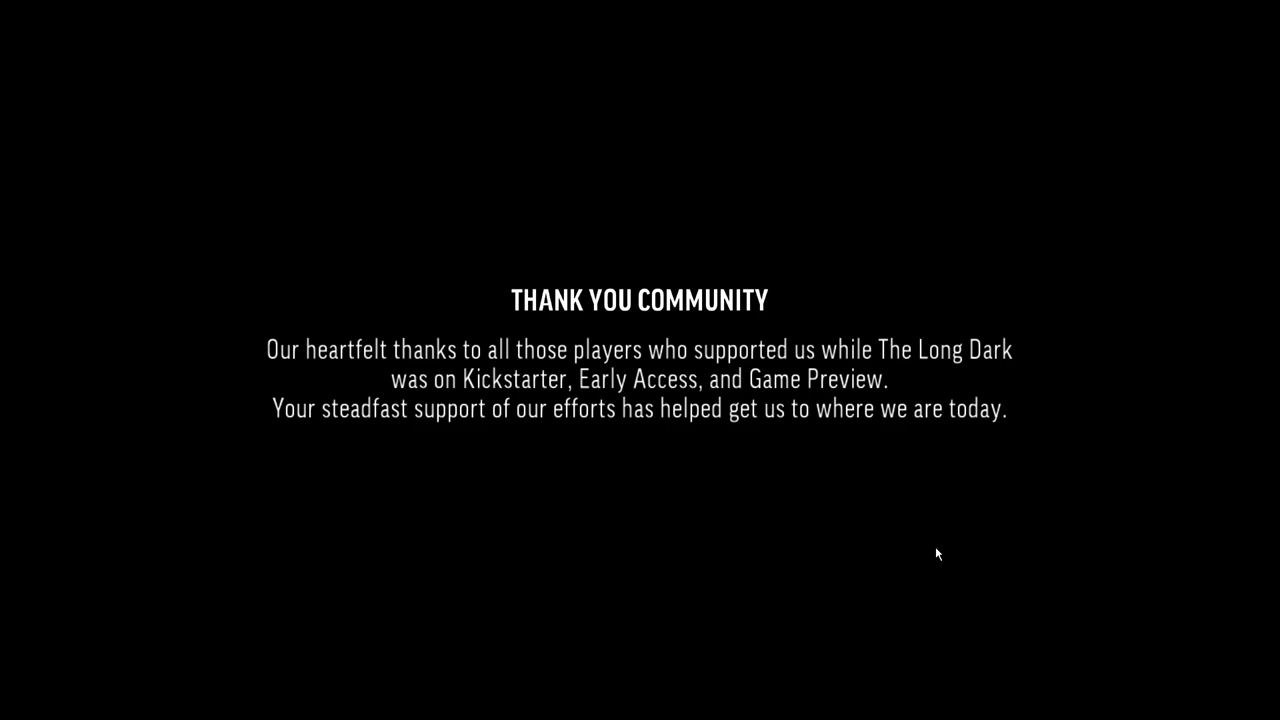 THANK YOU COMMUNITY
Our heartfelt thanks to all those players who supported us while The Long Dark
was on Kickstarter, Early Access, and Game Preview.
Your steadfast support of our efforts has helped get us to where we are today.